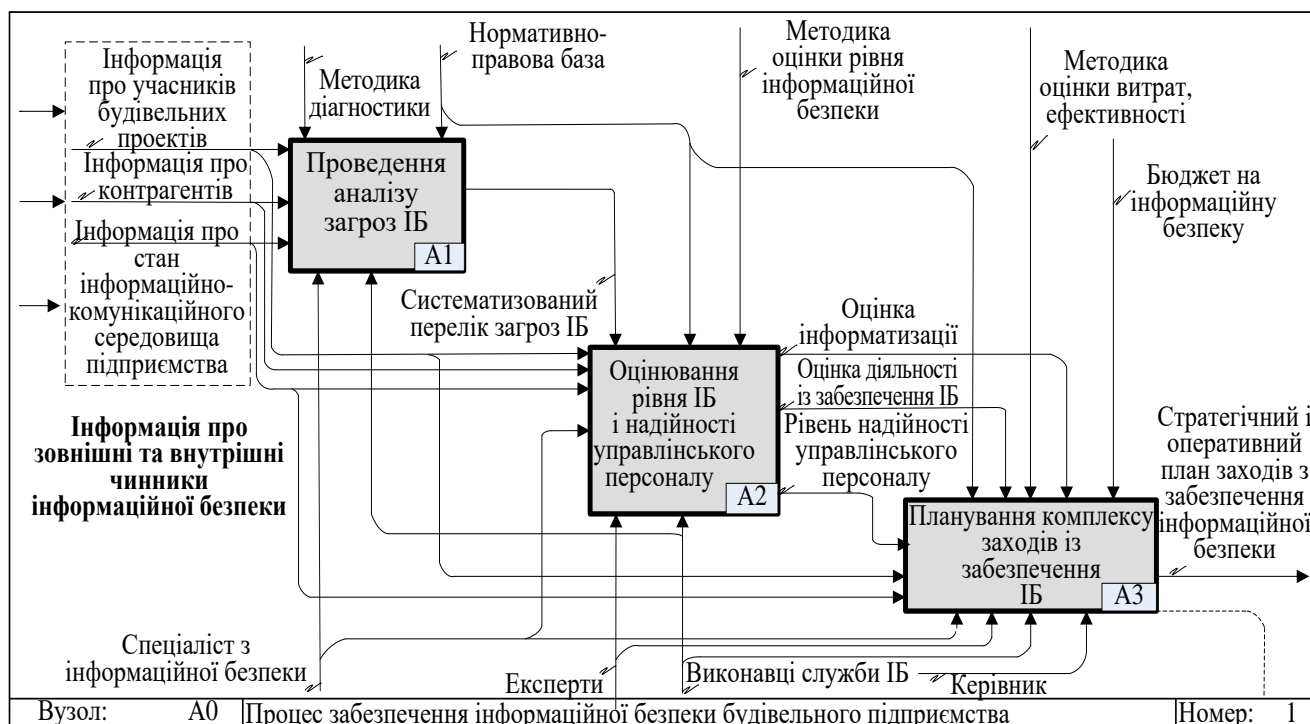 Інформація
про учасників
будівельних
проектів
Інформація про
контрагентів
Інформація про
стан
інформаційно-
комунікаційного
середовища
підприємства
Інформація про
зовнішні та внутрішні
чинники
інформаційної безпеки
Методика
діагностики
Нормативно-
правова база
Методика
оцінки рівня
інформаційної
безпеки
Методика
оцінки витрат,
ефективності
Бюджет на
інформаційну
безпеку
Проведення
аналізу
загроз ІБ
А1
Систематизований
перелік загроз ІБ
Оцінювання
рівня ІБ
і надійності
управлінського
персоналу
А2
Оцінка
інформатизації
Оцінка діяльності
із забезпечення ІБ
Рівень надійності
управлінського
персоналу
Планування комплексу
заходів із
забезпечення
ІБ
А3
Стратегічний і
оперативний
план заходів з
забезпечення
інформаційної
безпеки
Спеціаліст з
інформаційної безпеки
Експерти
Виконавці служби ІБ
Керівник
Вузол: А0 Процес забезпечення інформаційної безпеки будівельного підприємства Номер: 1